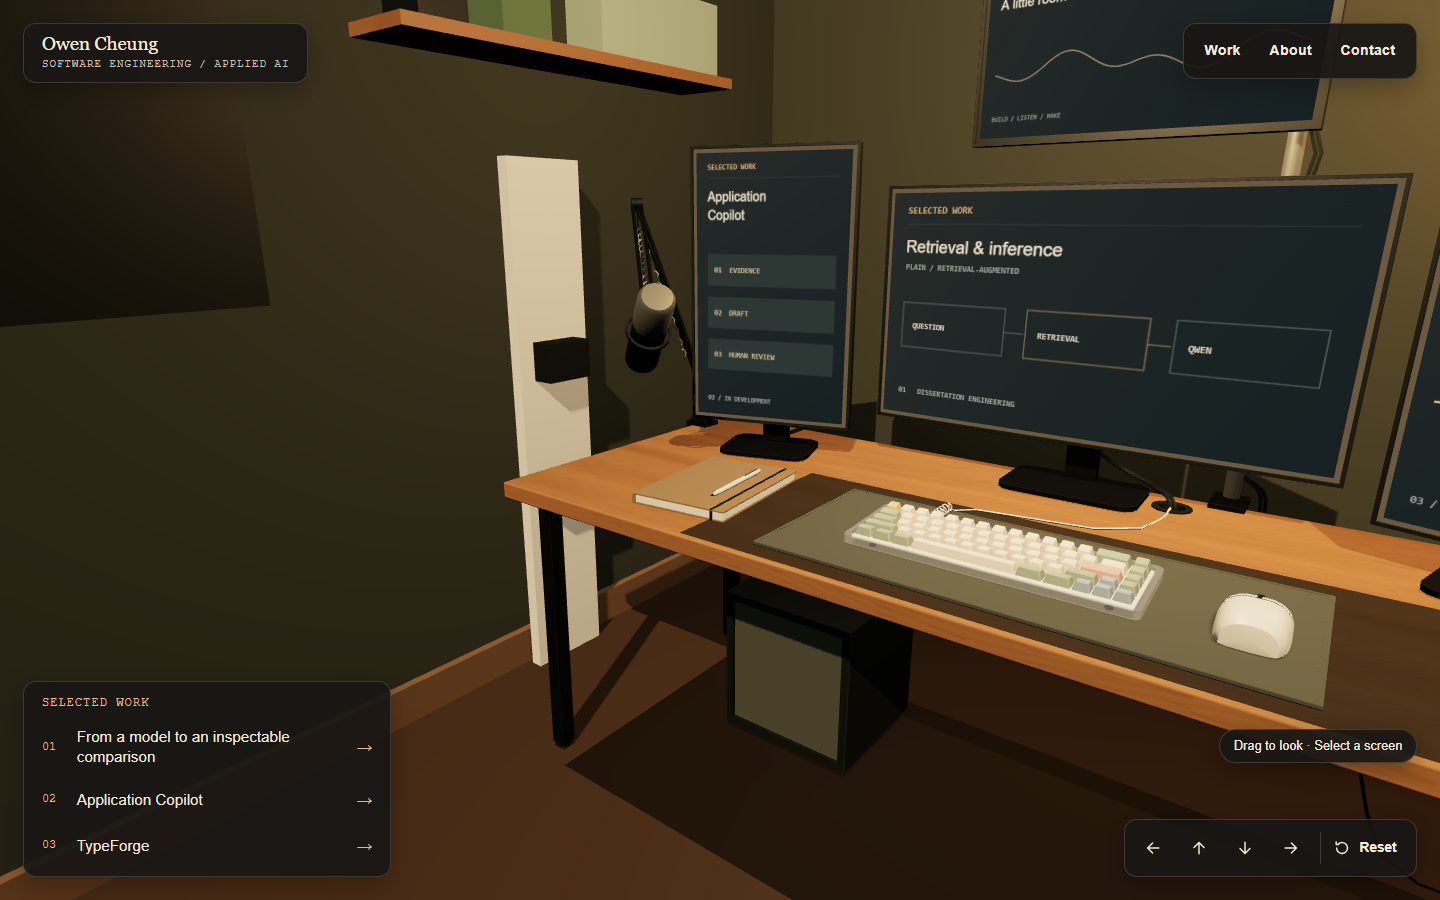 Owen Cheung
SOFTWARE ENGINEERING / APPLIED AI
A little room
BUILD / LISTEN / MAKE
Work
About
Contact
SELECTED WORK
Application
Copilot
01 EVIDENCE
02 DRAFT
03 HUMAN REVIEW
02 / IN DEVELOPMENT
SELECTED WORK
Retrieval & inference
PLAIN / RETRIEVAL-AUGMENTED
QUESTION
RETRIEVAL
QWEN
01 DISSERTATION ENGINEERING
03 /
SELECTED WORK
01 From a model to an inspectable
comparison
02 Application Copilot
03 TypeForge
Drag to look · Select a screen
Reset